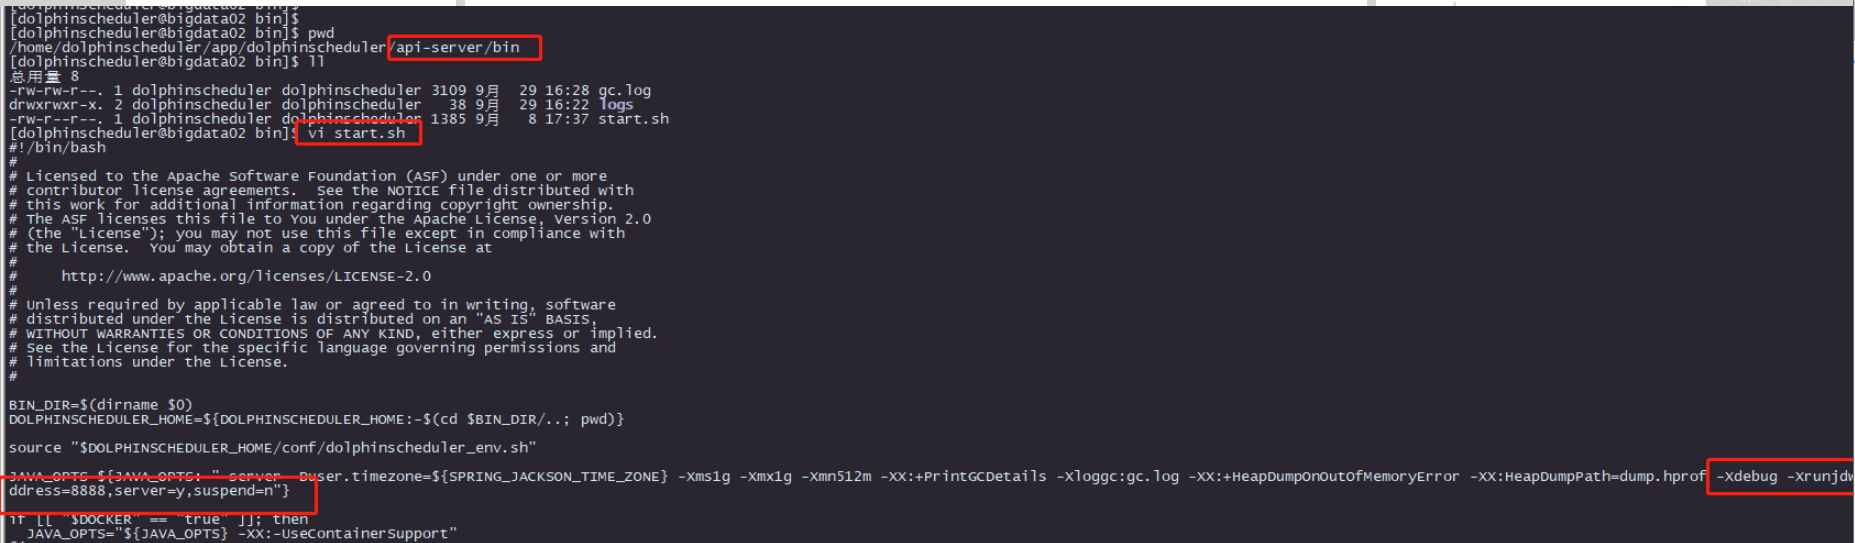 [dolphinscheduler@bigdata02 bin]$
[dolphinscheduler@bigdata02 bin]$
[dolphinscheduler@bigdata02 bin]$ pwd
/home/dolphinscheduler/app/dolphinscheduler/api-server/bin
[dolphinscheduler@bigdata02 bin]$ ll
总用量 8
-rw-rw-r--. 1 dolphinscheduler dolphinscheduler 3109 9月  29 16:28 gc.log
drwxrwxr-x. 2 dolphinscheduler dolphinscheduler   38 9月  29 16:22 logs
-rw-r--r--. 1 dolphinscheduler dolphinscheduler 1385 9月   8 17:37 start.sh
[dolphinscheduler@bigdata02 bin]$ vi start.sh
#!/bin/bash
#
# Licensed to the Apache Software Foundation (ASF) under one or more
# contributor license agreements.  See the NOTICE file distributed with
# this work for additional information regarding copyright ownership.
# The ASF licenses this file to You under the Apache License, Version 2.0
# (the "License"); you may not use this file except in compliance with
# the License.  You may obtain a copy of the License at
#
#     http://www.apache.org/licenses/LICENSE-2.0
#
# Unless required by applicable law or agreed to in writing, software
# distributed under the License is distributed on an "AS IS" BASIS,
# WITHOUT WARRANTIES OR CONDITIONS OF ANY KIND, either express or implied.
# See the License for the specific language governing permissions and
# limitations under the License.
#
BIN_DIR=$(dirname $0)
DOLPHINSCHEDULER_HOME=${DOLPHINSCHEDULER_HOME:-$(cd $BIN_DIR/..; pwd)}
source "$DOLPHINSCHEDULER_HOME/conf/dolphinscheduler_env.sh"
JAVA_OPTS=${JAVA_OPTS:-"-server -Duser.timezone=${SPRING_JACKSON_TIME_ZONE} -Xms1g -Xmx1g -Xmn512m -XX:+PrintGCDetails -Xloggc:gc.log -XX:+HeapDumpOnOutOfMemoryError -XX:HeapDumpPath=dump.hprof -Xdebug -Xrunjdw
ddress=8888,server=y,suspend=n"}
if [[ "$DOCKER" == "true" ]]; then
  JAVA_OPTS="${JAVA_OPTS} -XX:-UseContainerSupport"